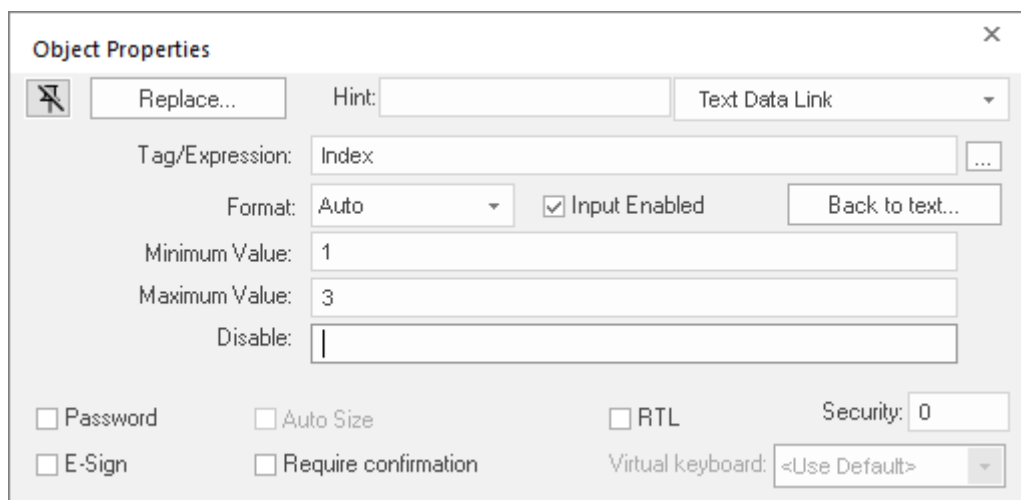 Object Properties
Replace... Hint: Text Data Link
Tag/Expression: Index ...
Format: Auto Input Enabled Back to text...
Minimum Value: 1
Maximum Value: 3
Disable:
Password Auto Size RTL Security: 0
E-Sign Require confirmation Virtual keyboard: <Use Default>